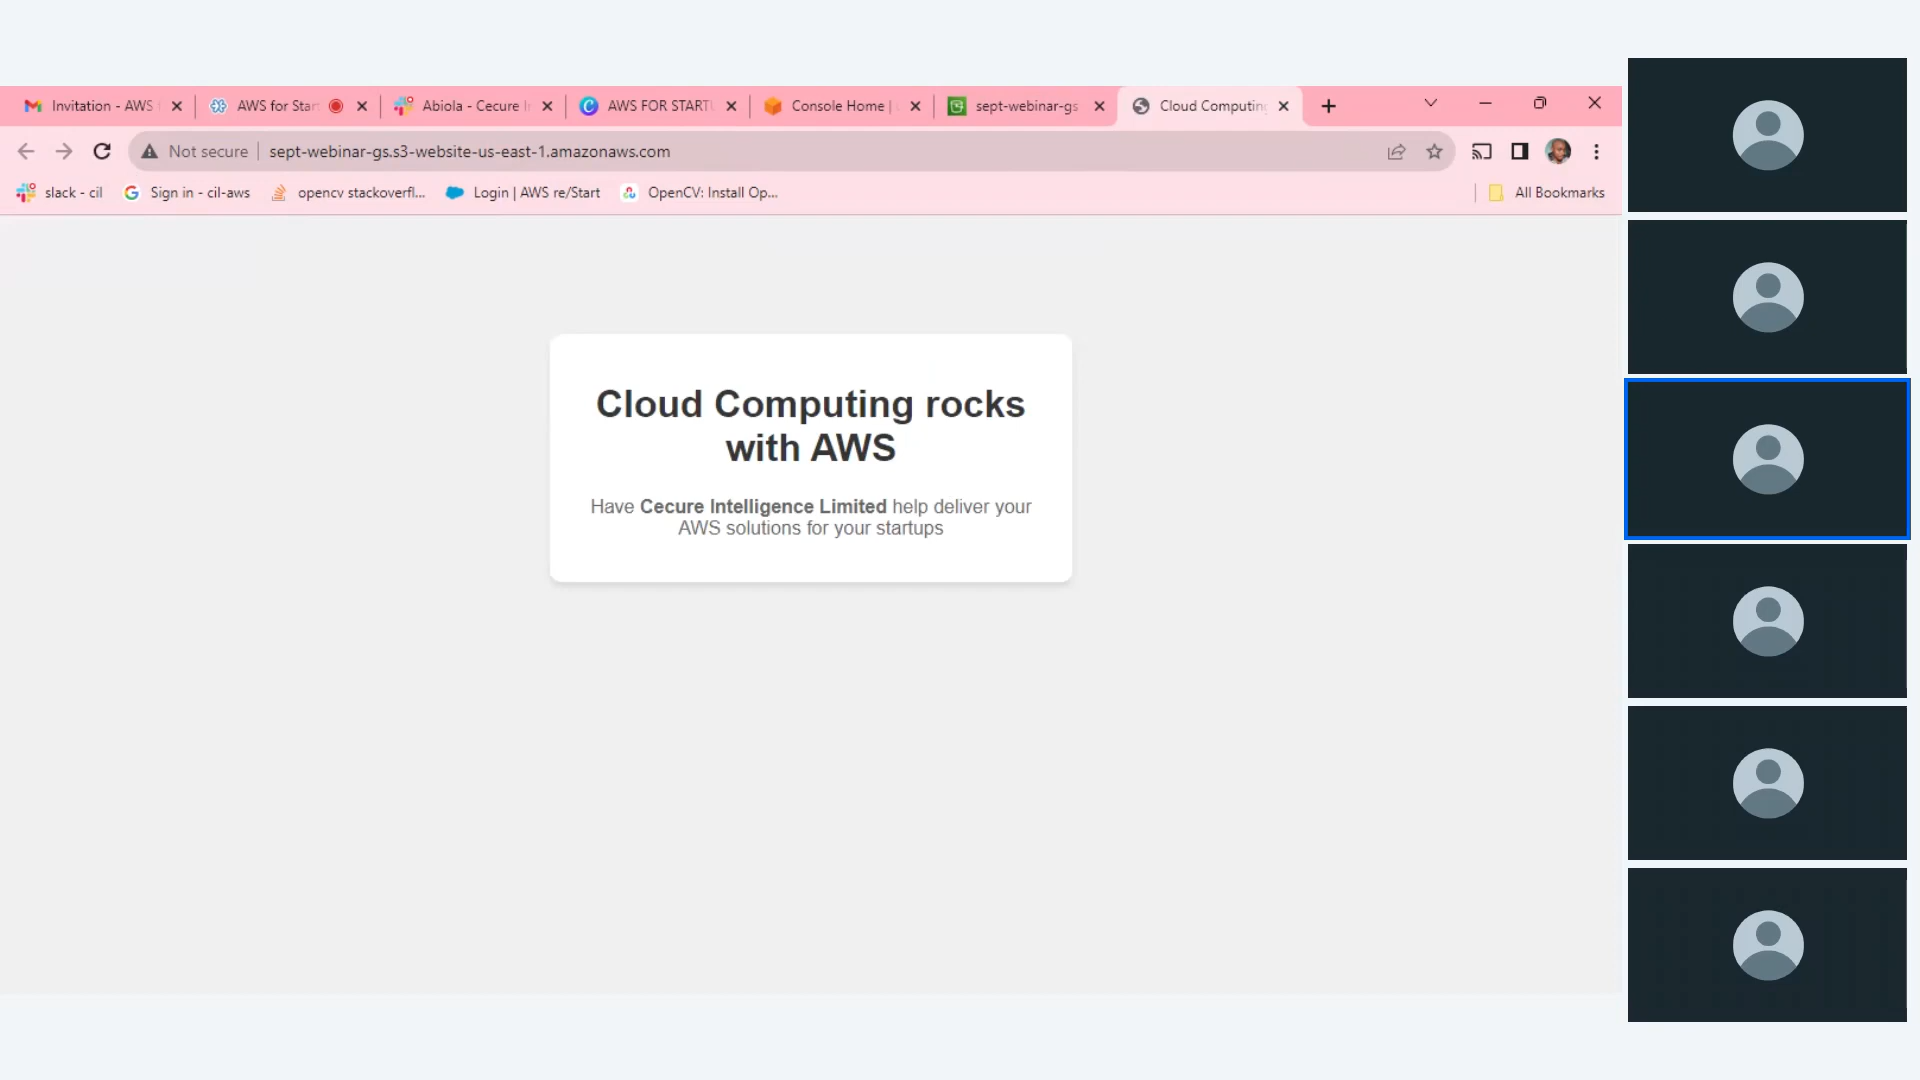 Invitation - AWS
AWS for Star
Abiola - Cecure I
AWS FOR START
Console Home |
sept-webinar-gs
Cloud Computing
Not secure
sept-webinar-gs.s3-website-us-east-1.amazonaws.com
slack - cil
Sign in - cil-aws
opencv stackoverfl...
Login | AWS re/Start
OpenCV: Install Op...
All Bookmarks
Cloud Computing rocks
with AWS
Have Cecure Intelligence Limited help deliver your
AWS solutions for your startups